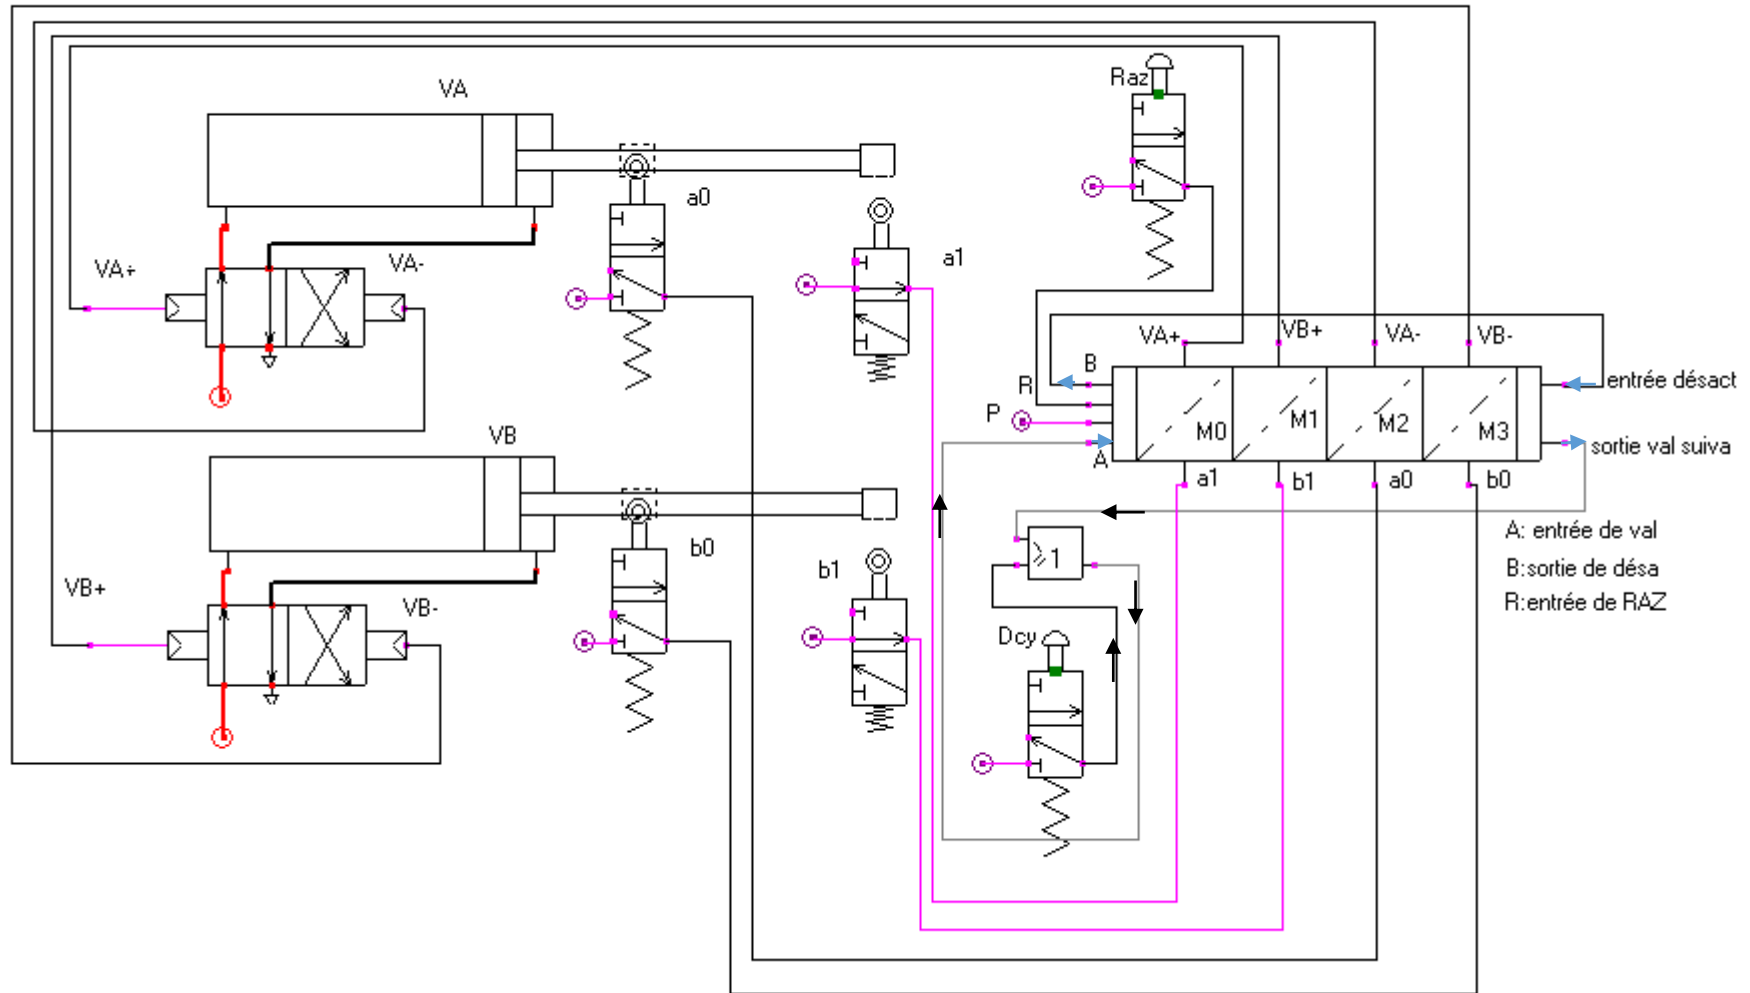 VA
Raz
a0
a1
VA+
VA-
VA+
VB+
VA-
VB-
B
R
P
A
entrée désact
M0
M1
M2
M3
sortie val suiva
a1
b1
a0
b0
VB
b0
b1
VB+
VB-
≥1
Dcy
A: entrée de val
B:sortie de désa
R:entrée de RAZ